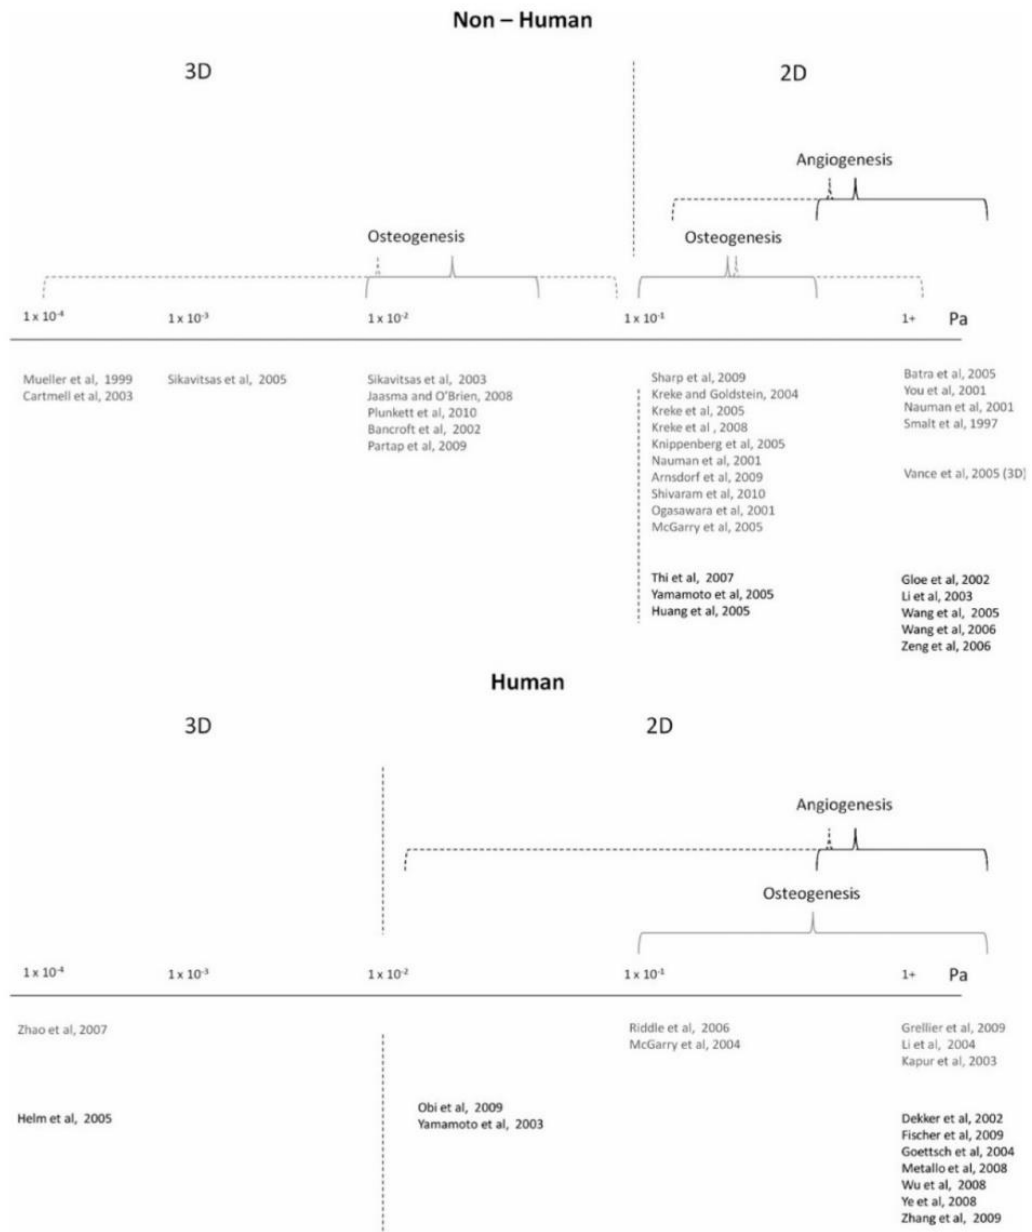 Non – Human
3D
2D
Angiogenesis
Osteogenesis
Osteogenesis
1 x 10⁻⁴
1 x 10⁻³
1 x 10⁻²
1 x 10⁻¹
1+
Pa
Mueller et al, 1999
Cartmell et al, 2003
Sikavitsas et al, 2005
Sikavitsas et al, 2003
Jaasma and O'Brien, 2008
Plunkett et al, 2010
Bancroft et al, 2002
Partap et al, 2009
Sharp et al, 2009
Kreke and Goldstein, 2004
Kreke et al, 2005
Kreke et al , 2008
Knippenberg et al, 2005
Nauman et al, 2001
Arnsdorf et al, 2009
Shivaram et al, 2010
Ogasawara et al, 2001
McGarry et al, 2005
Thi et al, 2007
Yamamoto et al, 2005
Huang et al, 2005
Batra et al, 2005
You et al, 2001
Nauman et al, 2001
Smalt et al, 1997
Vance et al, 2005 (3D)
Gloe et al, 2002
Li et al, 2003
Wang et al, 2005
Wang et al, 2006
Zeng et al, 2006
Human
3D
2D
Angiogenesis
Osteogenesis
1 x 10⁻⁴
1 x 10⁻³
1 x 10⁻²
1 x 10⁻¹
1+
Pa
Zhao et al, 2007
Helm et al, 2005
Obi et al, 2009
Yamamoto et al, 2003
Riddle et al, 2006
McGarry et al, 2004
Grellier et al, 2009
Li et al, 2004
Kapur et al, 2003
Dekker et al, 2002
Fischer et al, 2009
Goettsch et al, 2004
Metallo et al, 2008
Wu et al, 2008
Ye et al, 2008
Zhang et al, 2009